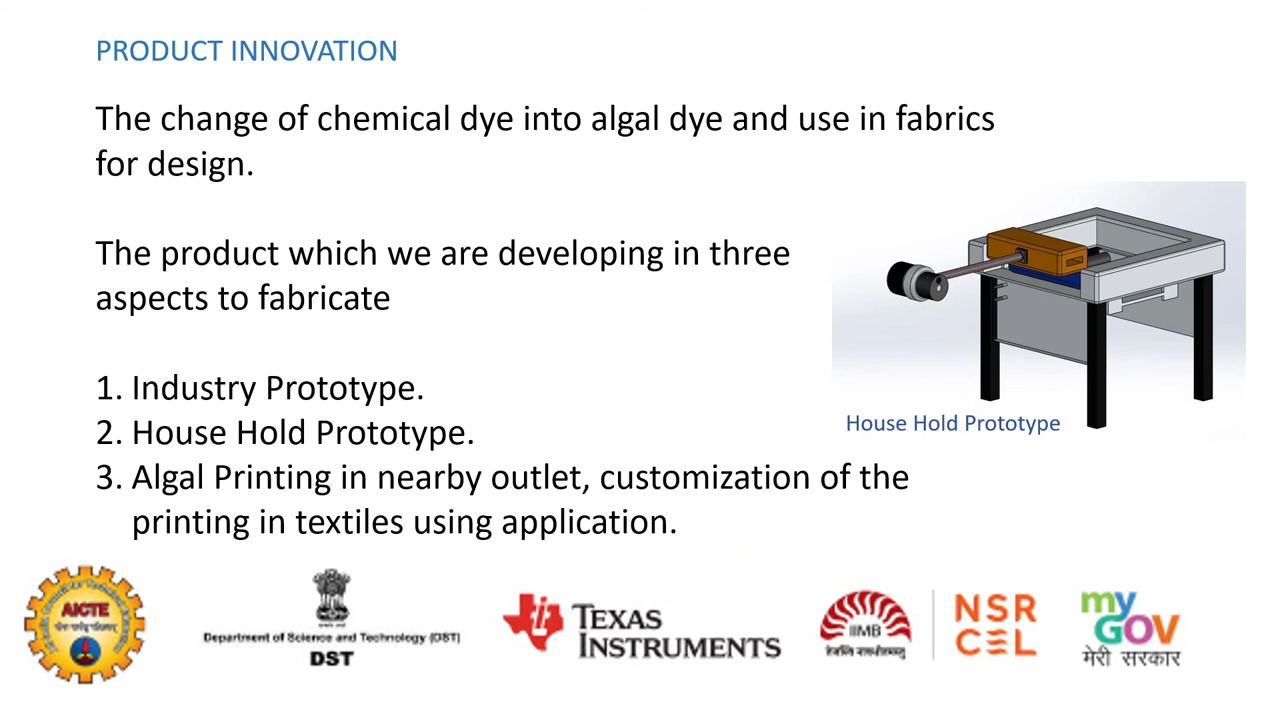 PRODUCT INNOVATION
The change of chemical dye into algal dye and use in fabrics
for design.
The product which we are developing in three
aspects to fabricate
1. Industry Prototype.
2. House Hold Prototype.
3. Algal Printing in nearby outlet, customization of the
printing in textiles using application.
House Hold Prototype
AICTE
Department of Science and Technology (DST)
DST
TEXAS
INSTRUMENTS
IIMB
NSR
CEL
my
GOV
मेरी सरकार